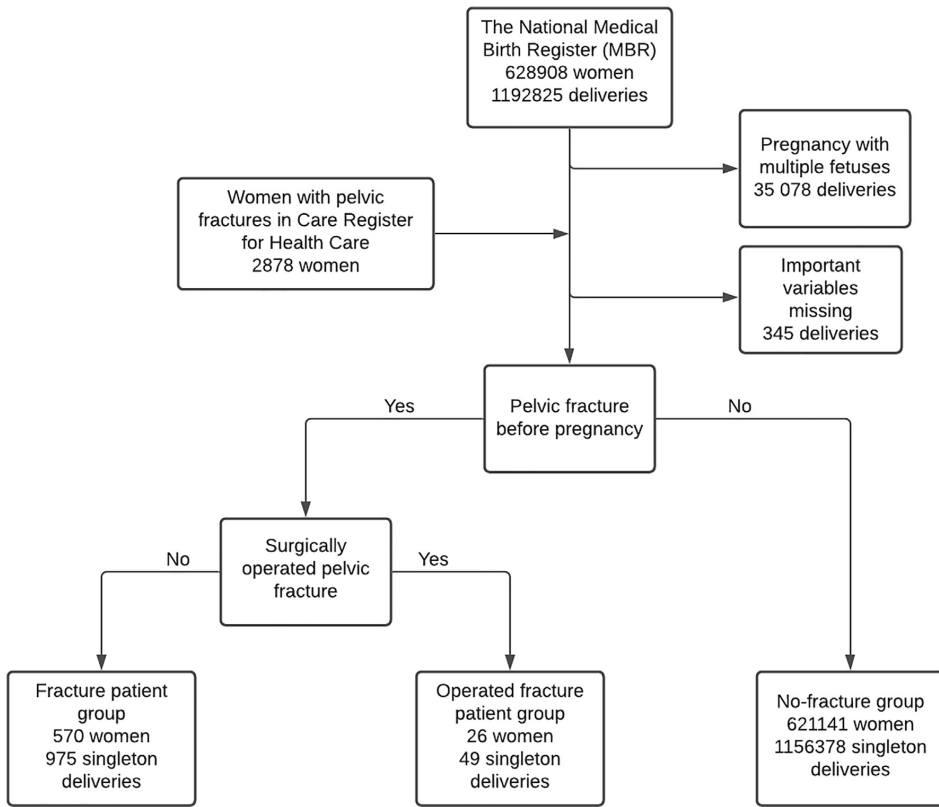 The National Medical
Birth Register (MBR)
628908 women
1192825 deliveries
Pregnancy with
multiple fetuses
35 078 deliveries
Women with pelvic
fractures in Care Register
for Health Care
2878 women
Important
variables
missing
345 deliveries
Yes
Pelvic fracture
before pregnancy
No
No
Surgically
operated pelvic
fracture
Yes
Fracture patient
group
570 women
975 singleton
deliveries
Operated fracture
patient group
26 women
49 singleton
deliveries
No-fracture group
621141 women
1156378 singleton
deliveries